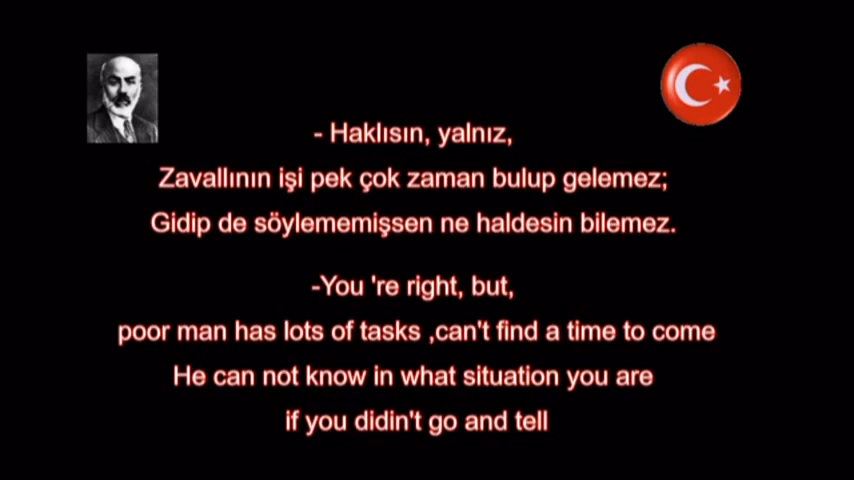 - Haklısın, yalnız,
Zavallının işi pek çok zaman bulup gelemez;
Gidip de söylememişsen ne haldesin bilemez.
-You 're right, but,
poor man has lots of tasks ,can't find a time to come
He can not know in what situation you are
if you didin't go and tell